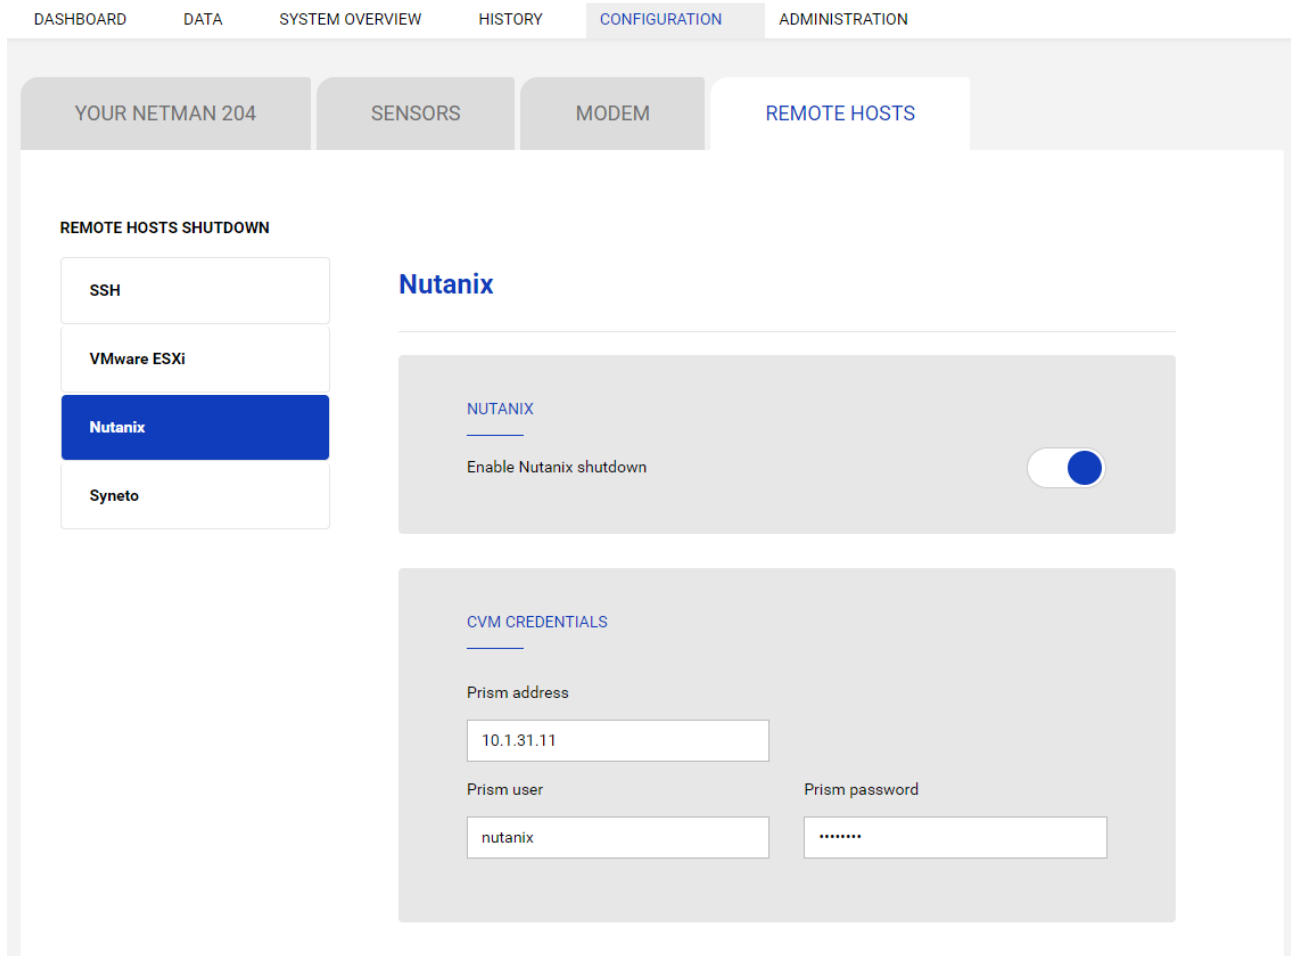 DASHBOARD DATA SYSTEM OVERVIEW HISTORY CONFIGURATION ADMINISTRATION
YOUR NETMAN 204 SENSORS MODEM REMOTE HOSTS
REMOTE HOSTS SHUTDOWN
SSH
VMware ESXi
Nutanix
Syneto
Nutanix
NUTANIX
Enable Nutanix shutdown
CVM CREDENTIALS
Prism address
10.1.31.11
Prism user Prism password
nutanix ••••••••